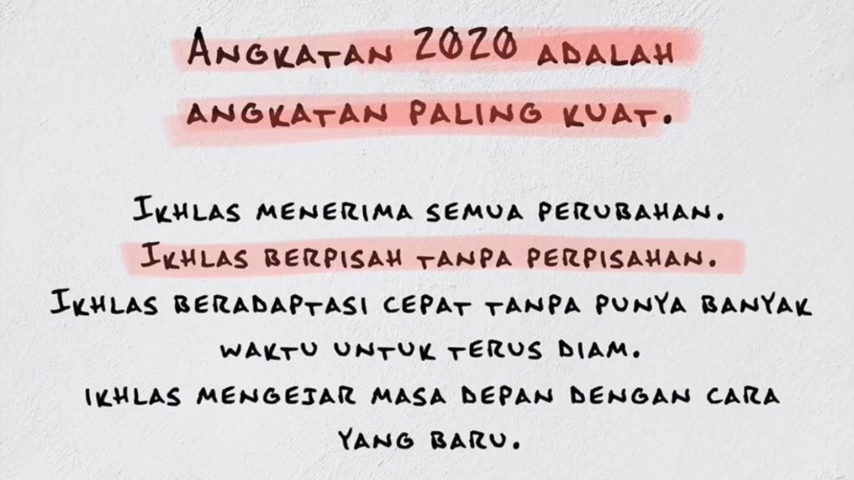 Angkatan 2020 adalah
angkatan paling kuat.
Ikhlas menerima semua perubahan.
Ikhlas berpisah tanpa perpisahan.
Ikhlas beradaptasi cepat tanpa punya banyak
waktu untuk terus diam.
ikhlas mengejar masa depan dengan cara
yang baru.